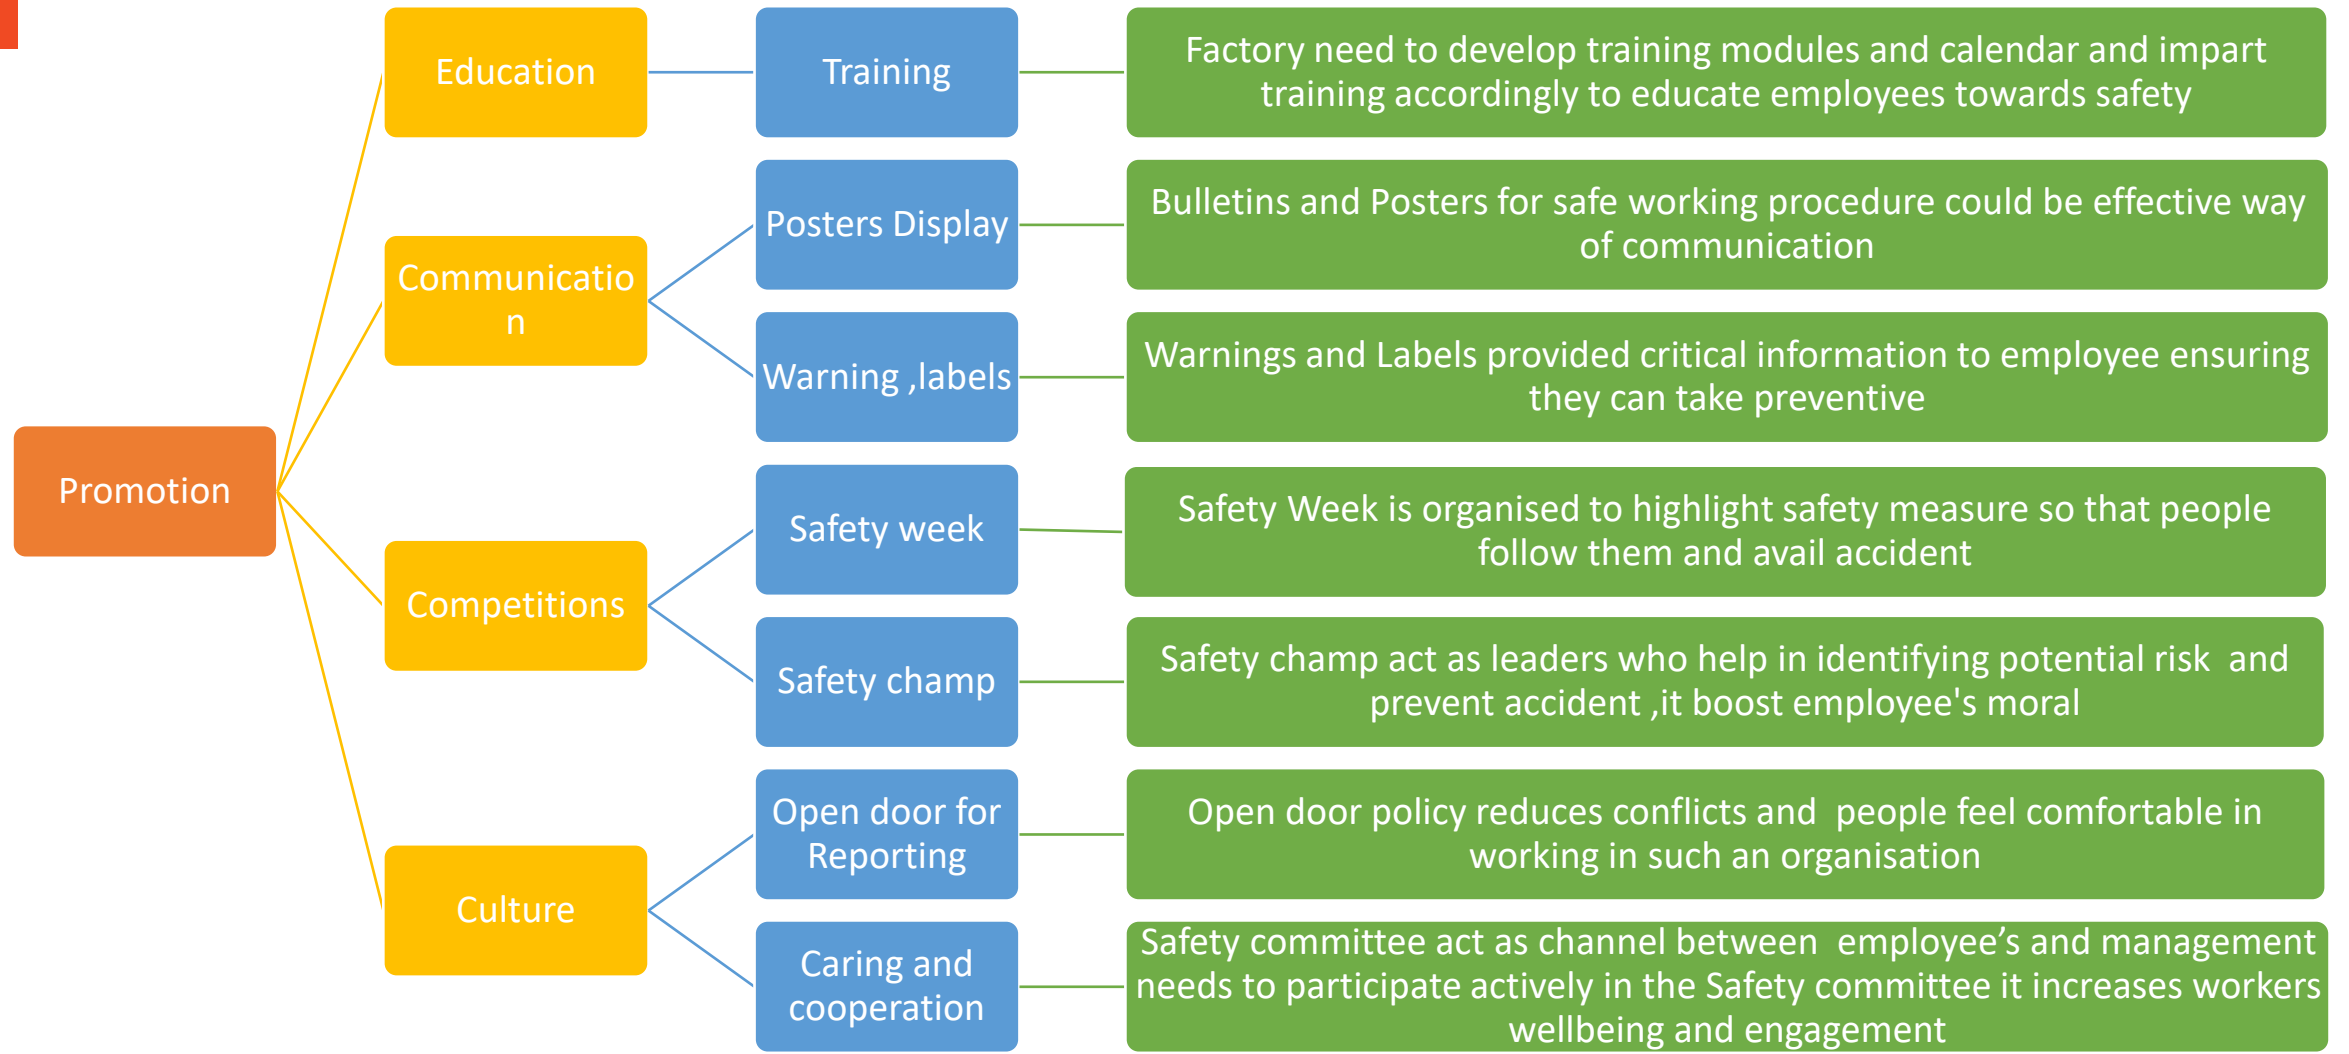 Promotion
Education
Training
Factory need to develop training modules and calendar and impart
training accordingly to educate employees towards safety
Communicatio
n
Posters Display
Bulletins and Posters for safe working procedure could be effective way
of communication
Warning ,labels
Warnings and Labels provided critical information to employee ensuring
they can take preventive
Competitions
Safety week
Safety Week is organised to highlight safety measure so that people
follow them and avail accident
Safety champ
Safety champ act as leaders who help in identifying potential risk  and
prevent accident ,it boost employee's moral
Culture
Open door for
Reporting
Open door policy reduces conflicts and  people feel comfortable in
working in such an organisation
Caring and
cooperation
Safety committee act as channel between  employee’s and management
needs to participate actively in the Safety committee it increases workers
wellbeing and engagement